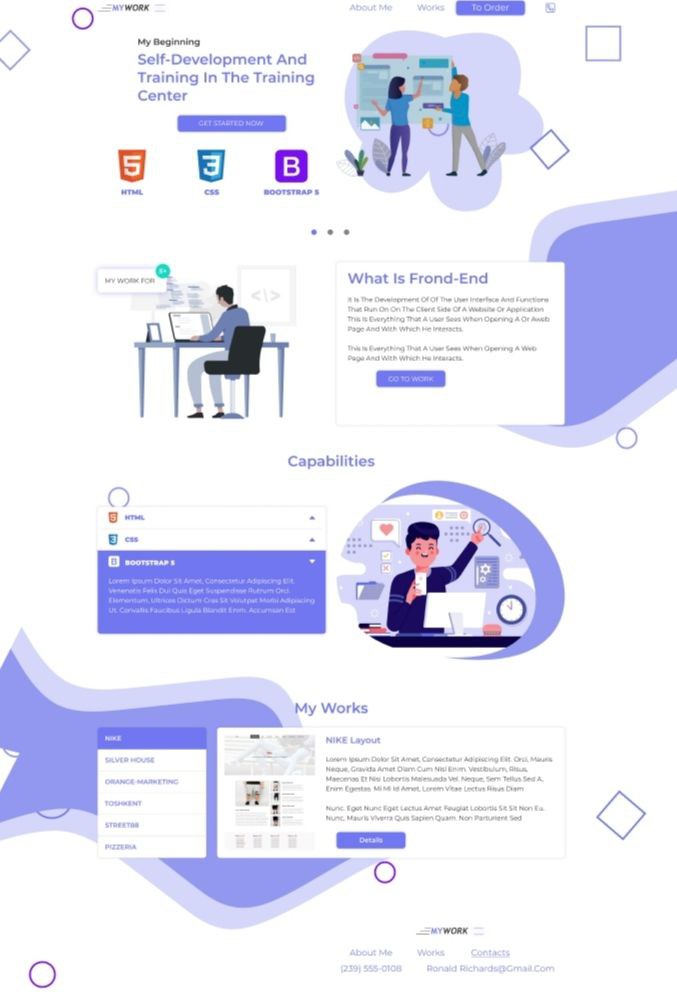 MYWORK
About Me Works To Order
My Beginning
Self-Development And
Training In The Training
Center
GET STARTED NOW
HTML CSS BOOTSTRAP 5
MY WORK FOR
5+
What Is Frond-End
It Is The Development Of Of The User Interface And Functions
That Run On On The Client Side Of A Website Or Application
This Is Everything That A User Sees When Opening A Or Aweb
Page And With Which He Interacts.
This Is Everything That A User Sees When Opening A Web
Page And With Which He Interacts.
GO TO WORK
Capabilities
HTML
CSS
BOOTSTRAP 5
Lorem Ipsum Dolor Sit Amet, Consectetur Adipiscing Elit.
Venenatis Felis Dui Quis Eget Suspendisse Rutrum Orci.
Elementum, Ultrices Dictum Cras Sit Volutpat Morbi Adipiscing
Ut. Convallis Faucibus Ligula Blandit Enim. Accumsan Est
My Works
NIKE
SILVER HOUSE
ORANGE-MARKETING
TOSHKENT
STREET88
PIZZERIA
NIKE Layout
Lorem Ipsum Dolor Sit Amet, Consectetur Adipiscing Elit. Orci, Mauris
Neque, Gravida Amet Diam Cum Nisl Enim. Vestibulum, Risus,
Maecenas Et Nisi Lobortis Malesuada Vel. Neque, Sem Tellus Sed A,
Enim Egestas. Mi Mi Id Amet, Lorem Vitae Lectus Risus Diam
Nunc. Eget Nunc Eget Lectus Amet Feugiat Lobortis Sit Sit Non Eu.
Nunc, Mauris Viverra Quis Sapien Quam. Non Parturient Sed
Details
MYWORK
About Me Works Contacts
(239) 555-0108 Ronald Richards@Gmail.Com